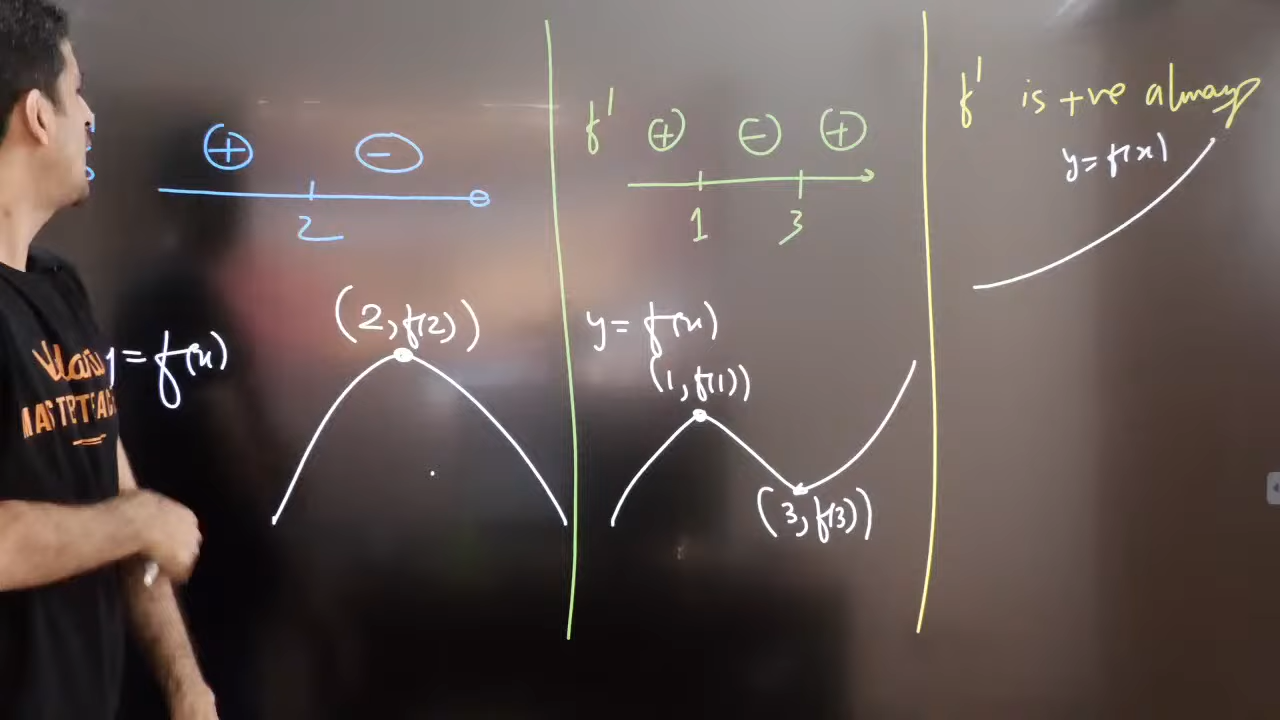 ⊕ ⊖
2
(2, f(2))
y = f(x)
f' ⊕ ⊖ ⊕
1 3
y = f(x)
(1, f(1))
(3, f(3))
f' is +ve always
y = f(x)